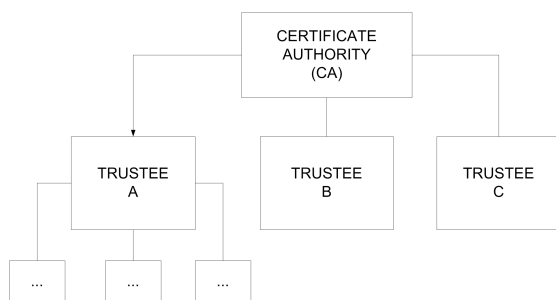 CERTIFICATE
AUTHORITY
(CA)
TRUSTEE
A
TRUSTEE
B
TRUSTEE
C
...
...
...